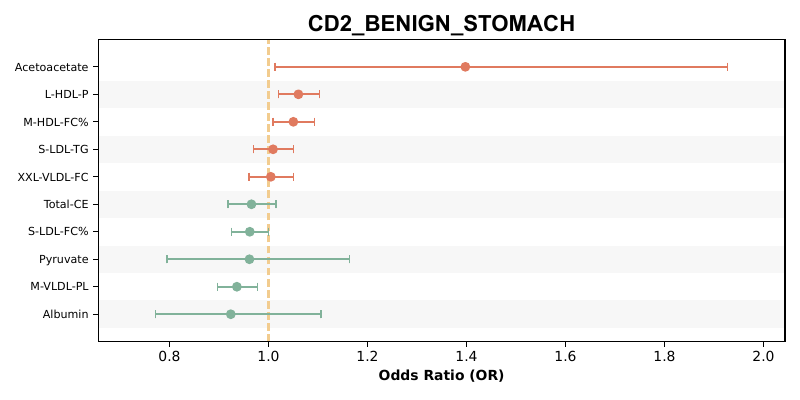 CD2_BENIGN_STOMACH
Acetoacetate
L-HDL-P
M-HDL-FC%
S-LDL-TG
XXL-VLDL-FC
Total-CE
S-LDL-FC%
Pyruvate
M-VLDL-PL
Albumin
0.8 1.0 1.2 1.4 1.6 1.8 2.0
Odds Ratio (OR)